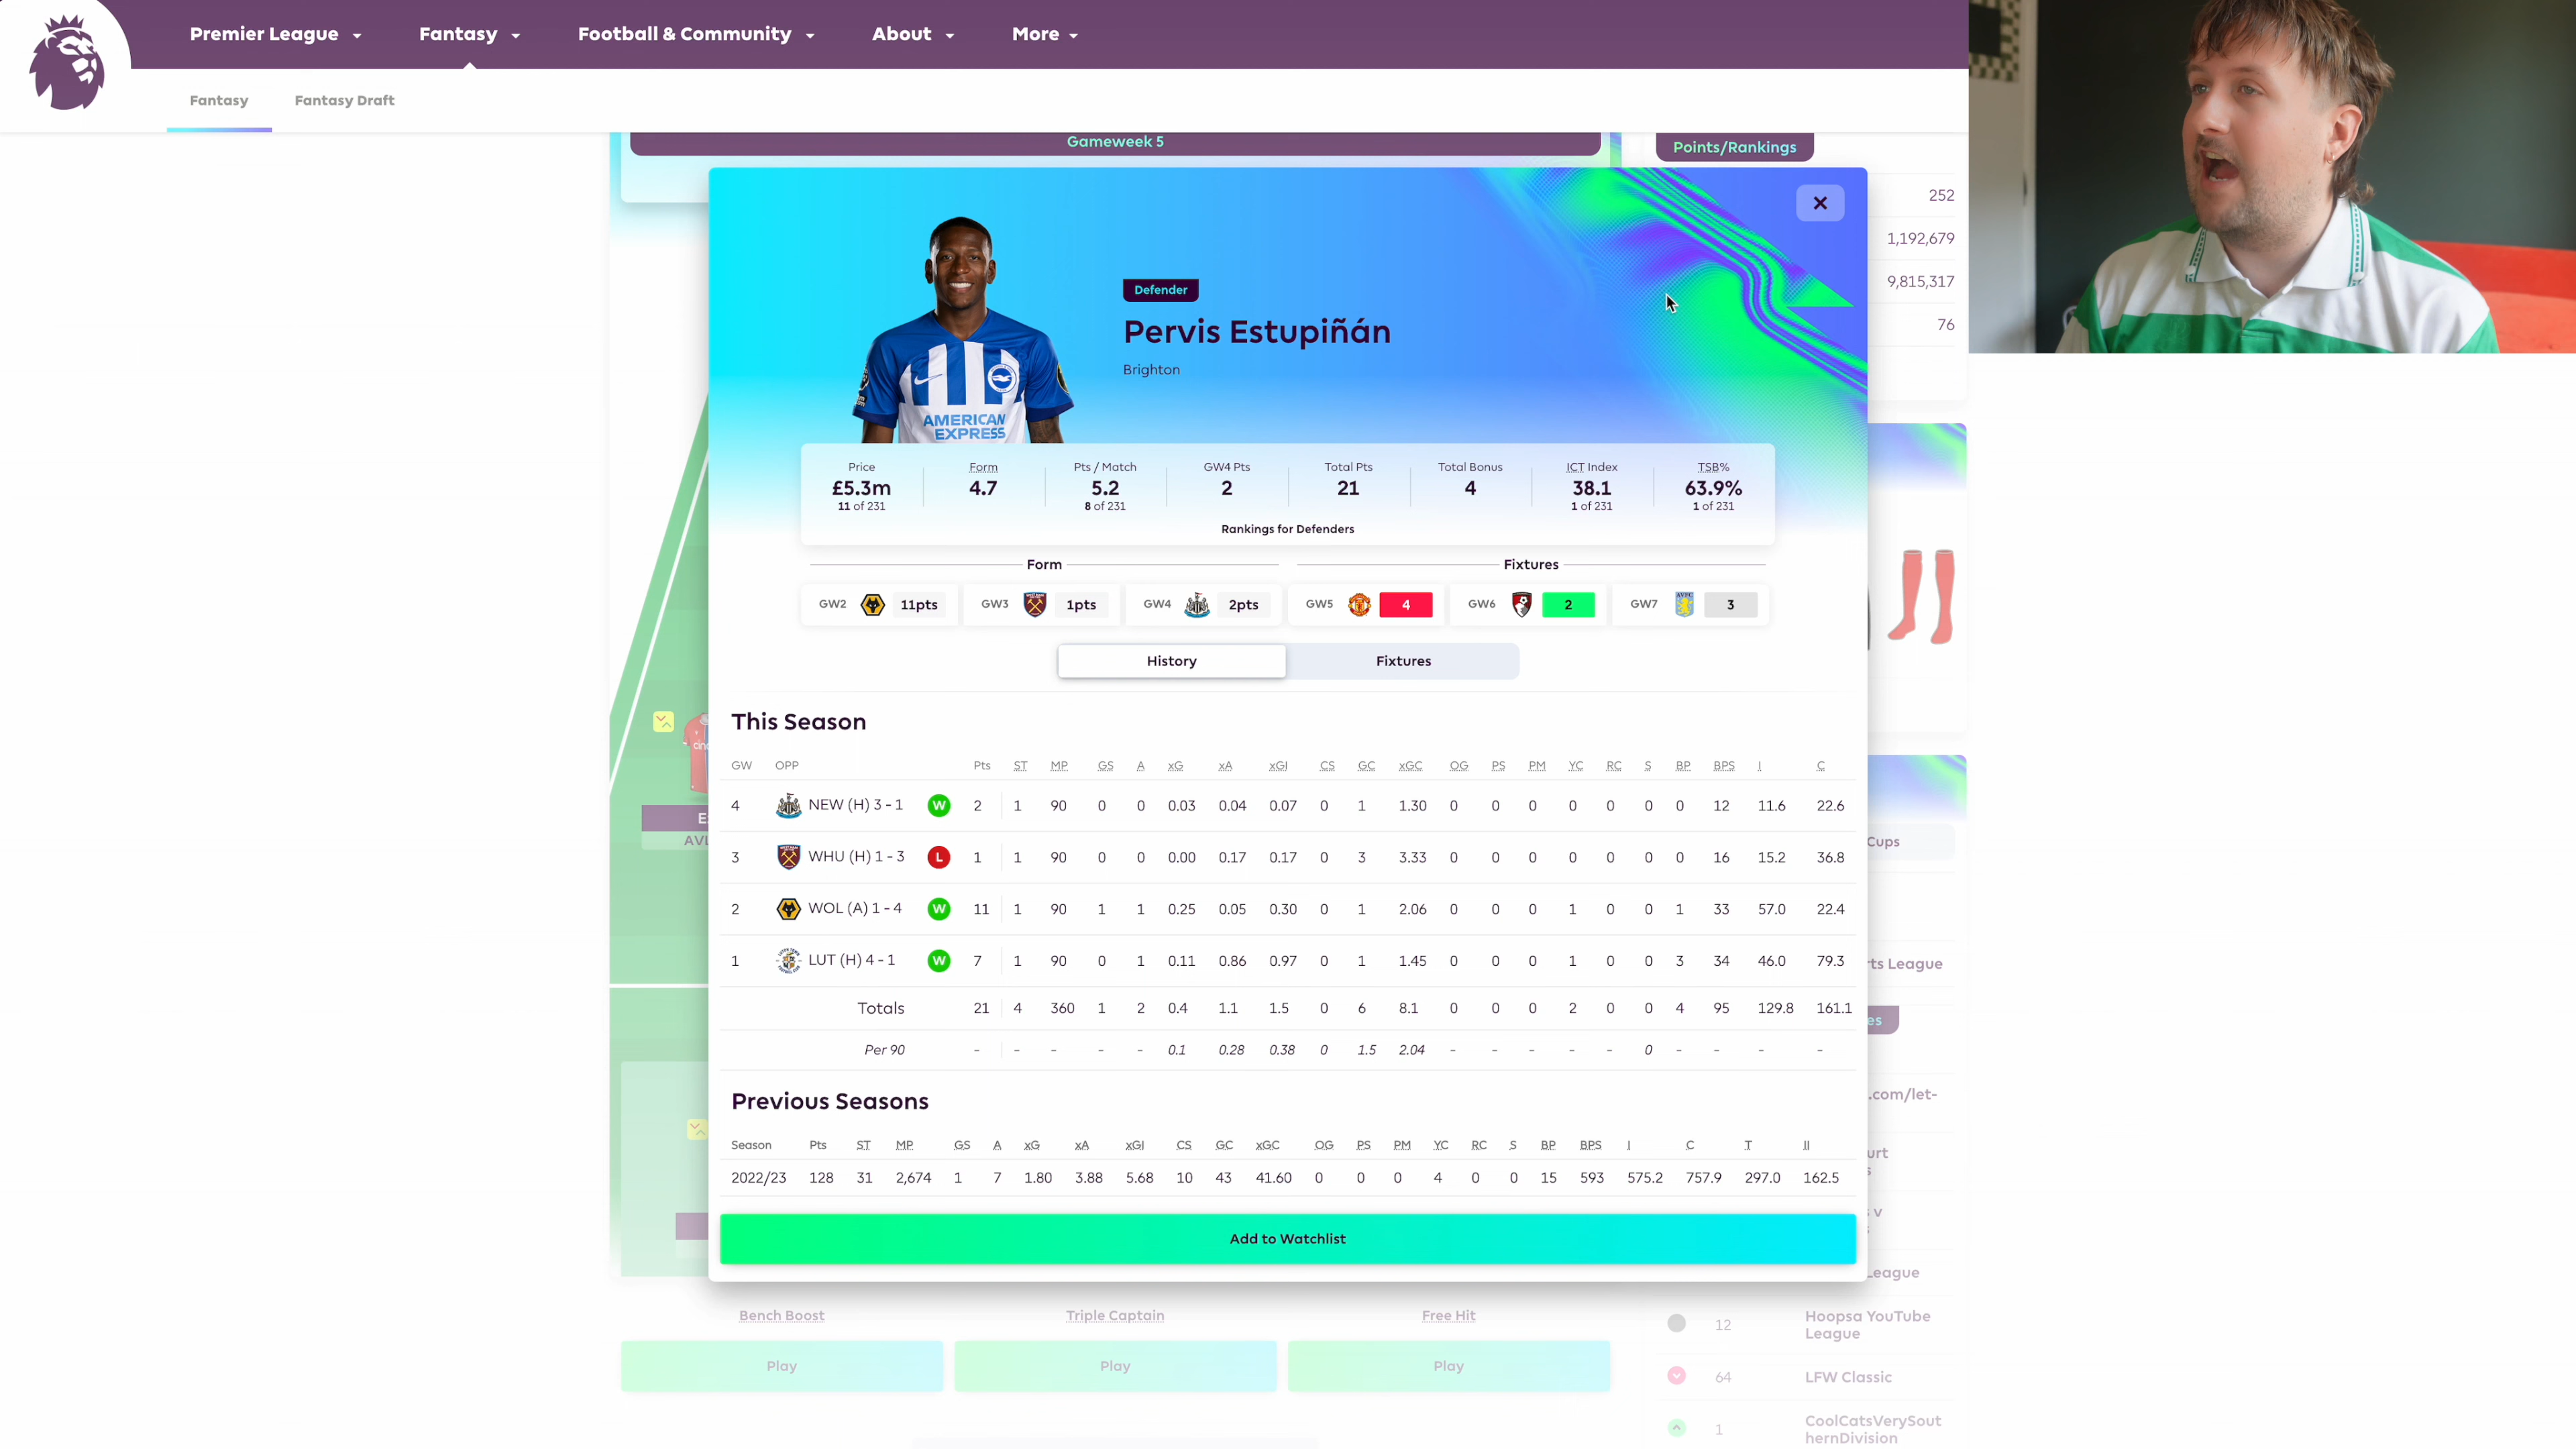 Premier League
Fantasy
Football & Community
About
More
Fantasy
Fantasy Draft
Gameweek 5
Points/Rankings
252
1,192,679
9,815,317
76
Defender
Pervis Estupiñán
Brighton
AMERICAN
EXPRESS
Price Form Pts / Match GW4 Pts Total Pts Total Bonus ICT Index TSB%
£5.3m 4.7 5.2 2 21 4 38.1 63.9%
11 of 231 8 of 231 1 of 231 1 of 231
Rankings for Defenders
Form Fixtures
GW2 11pts GW3 1pts GW4 2pts GW5 4 GW6 2 GW7 3
History Fixtures
This Season
GW OPP Pts ST MP GS A xG xA xGI CS GC xGC OG PS PM YC RC S BP BPS I C
4 NEW (H) 3 - 1 W 2 1 90 0 0 0.03 0.04 0.07 0 1 1.30 0 0 0 0 0 0 0 12 11.6 22.6
3 WHU (H) 1 - 3 L 1 1 90 0 0 0.00 0.17 0.17 0 3 3.33 0 0 0 0 0 0 0 16 15.2 36.8
2 WOL (A) 1 - 4 W 11 1 90 1 1 0.25 0.05 0.30 0 1 2.06 0 0 0 1 0 0 1 33 57.0 22.4
1 LUT (H) 4 - 1 W 7 1 90 0 1 0.11 0.86 0.97 0 1 1.45 0 0 0 1 0 0 3 34 46.0 79.3
Totals 21 4 360 1 2 0.4 1.1 1.5 0 6 8.1 0 0 0 2 0 0 4 95 129.8 161.1
Per 90 - - - - - 0.1 0.28 0.38 0 1.5 2.04 - - - - - 0 - - - -
Previous Seasons
Season Pts ST MP GS A xG xA xGI CS GC xGC OG PS PM YC RC S BP BPS I C T II
2022/23 128 31 2,674 1 7 1.80 3.88 5.68 10 43 41.60 0 0 0 4 0 0 15 593 575.2 757.9 297.0 162.5
Add to Watchlist
AVL
Cups
ts League
es
.com/let-
urt
s
v
League
Bench Boost Triple Captain Free Hit
Play Play Play
12 Hoopsa YouTube
League
64 LFW Classic
1 CoolCatsVerySout
hernDivision